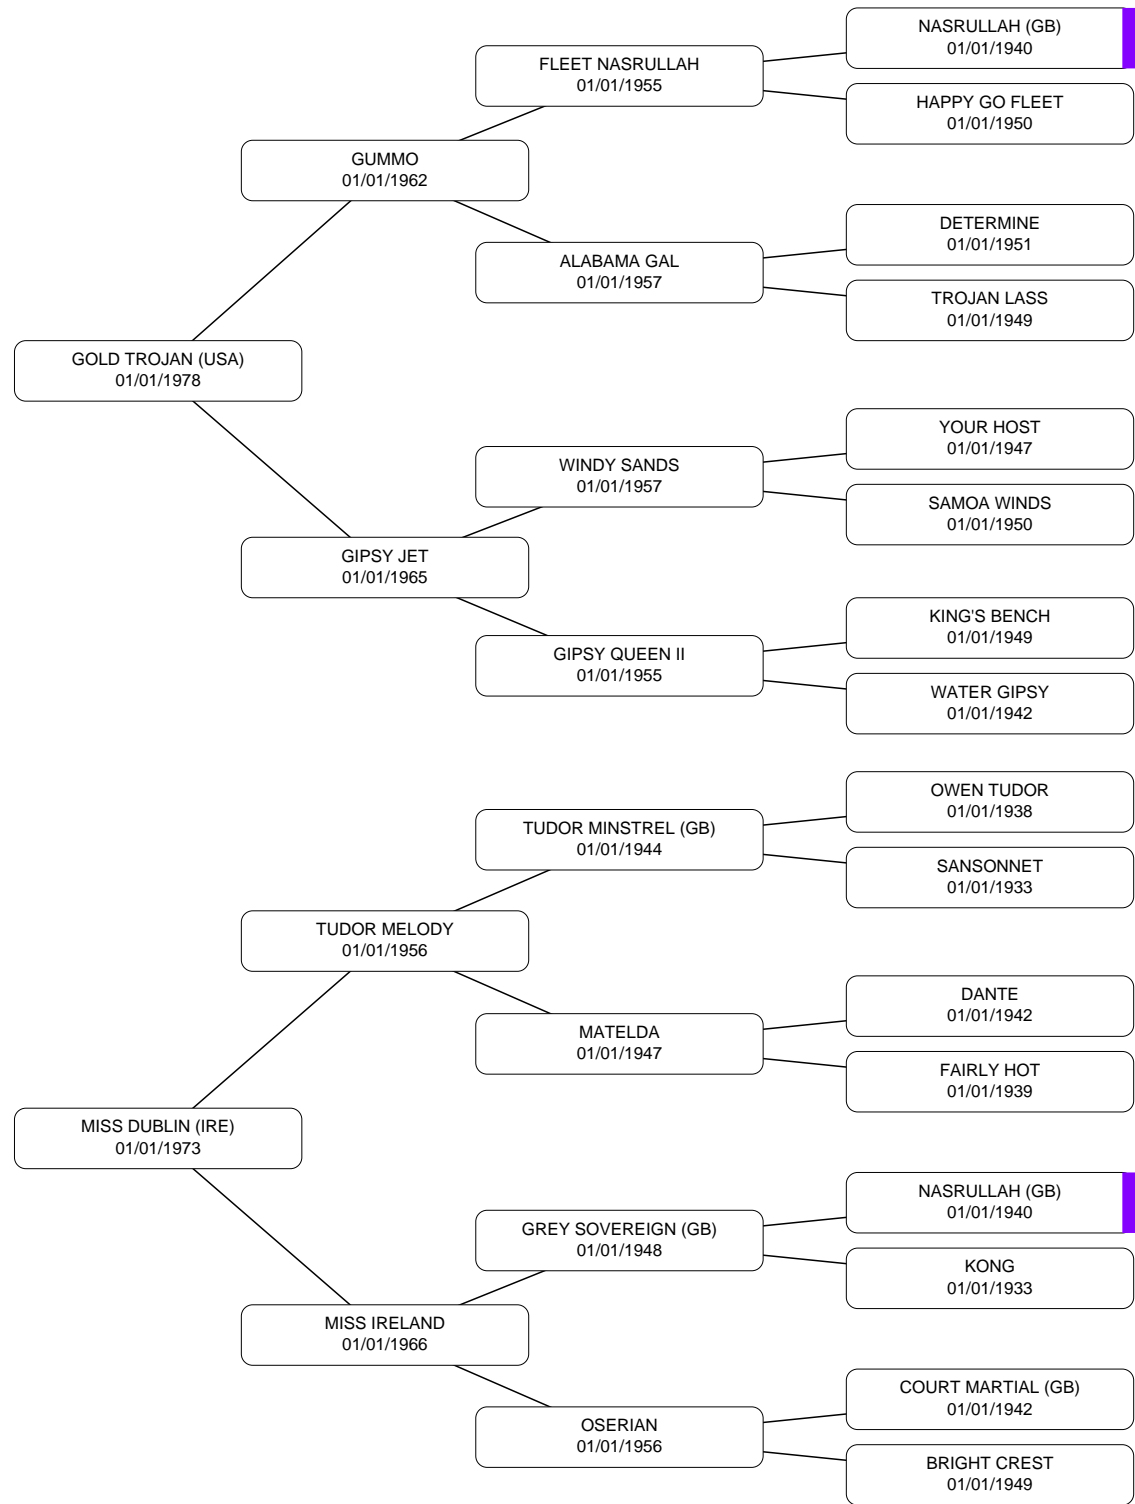 NASRULLAH (GB)
01/01/1940
FLEET NASRULLAH
01/01/1955
HAPPY GO FLEET
01/01/1950
GUMMO
01/01/1962
DETERMINE
01/01/1951
ALABAMA GAL
01/01/1957
TROJAN LASS
01/01/1949
GOLD TROJAN (USA)
01/01/1978
YOUR HOST
01/01/1947
WINDY SANDS
01/01/1957
SAMOA WINDS
01/01/1950
GIPSY JET
01/01/1965
KING'S BENCH
01/01/1949
GIPSY QUEEN II
01/01/1955
WATER GIPSY
01/01/1942
OWEN TUDOR
01/01/1938
TUDOR MINSTREL (GB)
01/01/1944
SANSONNET
01/01/1933
TUDOR MELODY
01/01/1956
DANTE
01/01/1942
MATELDA
01/01/1947
FAIRLY HOT
01/01/1939
MISS DUBLIN (IRE)
01/01/1973
NASRULLAH (GB)
01/01/1940
GREY SOVEREIGN (GB)
01/01/1948
KONG
01/01/1933
MISS IRELAND
01/01/1966
COURT MARTIAL (GB)
01/01/1942
OSERIAN
01/01/1956
BRIGHT CREST
01/01/1949